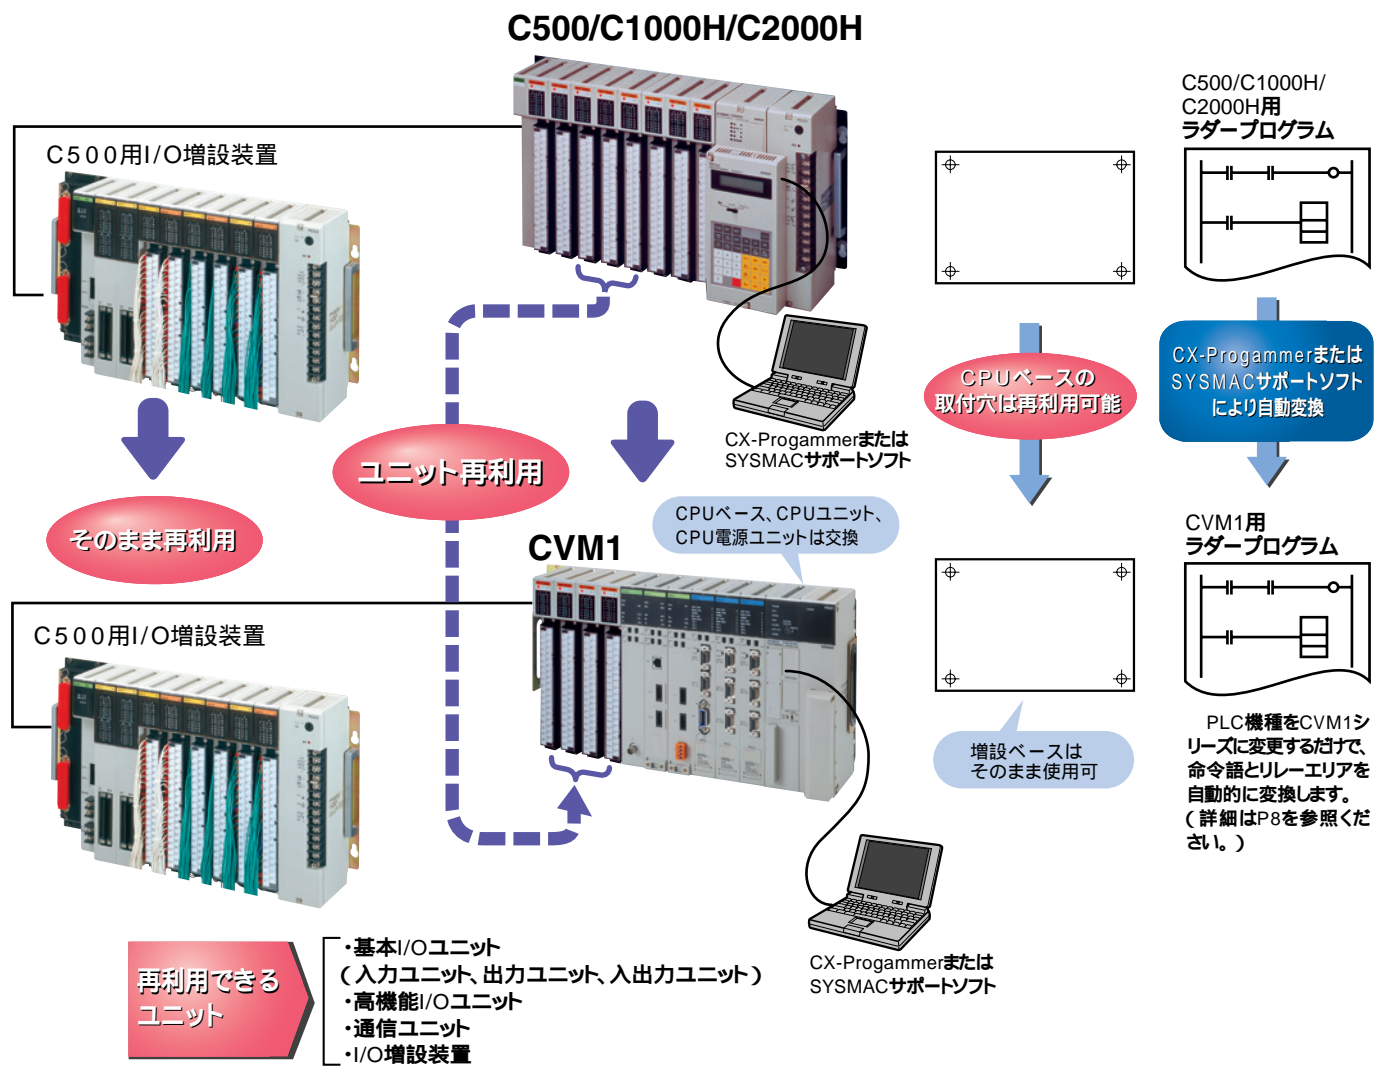 C500/C1000H/C2000H
C500用I/O増設装置
C500/C1000H/
C2000H用
ラダープログラム
CX-Progammerまたは
SYSMACサポートソフト
CPUベースの
取付穴は再利用可能
CX-Progammerまたは
SYSMACサポートソフト
により自動変換
ユニット再利用
そのまま再利用
CPUベース、CPUユニット、
CPU電源ユニットは交換
CVM1
CVM1用
ラダープログラム
C500用I/O増設装置
増設ベースは
そのまま使用可
PLC機種をCVM1シ
リーズに変更するだけで、
命令語とリレーエリアを
自動的に変換します。
(詳細はP8を参照くだ
さい。)
CX-Progammerまたは
SYSMACサポートソフト
再利用できる
ユニット
・基本I/Oユニット
(入力ユニット、出力ユニット、入出力ユニット)
・高機能I/Oユニット
・通信ユニット
・I/O増設装置